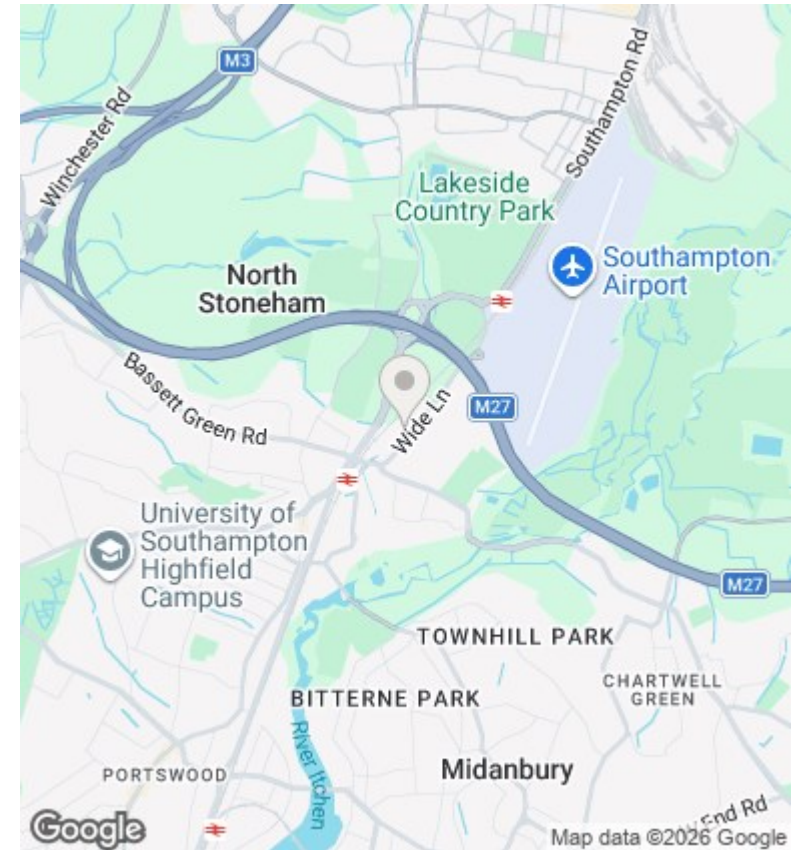 M3
Winchester Rd
Southampton Rd
Lakeside
Country Park
North
Stoneham
Southampton
Airport
Bassett Green Rd
Wide Ln
M27
University of
Southampton
Highfield
Campus
M27
TOWNHILL PARK
CHARTWELL
GREEN
BITTERNE PARK
River Itchen
PORTSWOOD
Midanbury
End Rd
Google
Map data ©2026 Google